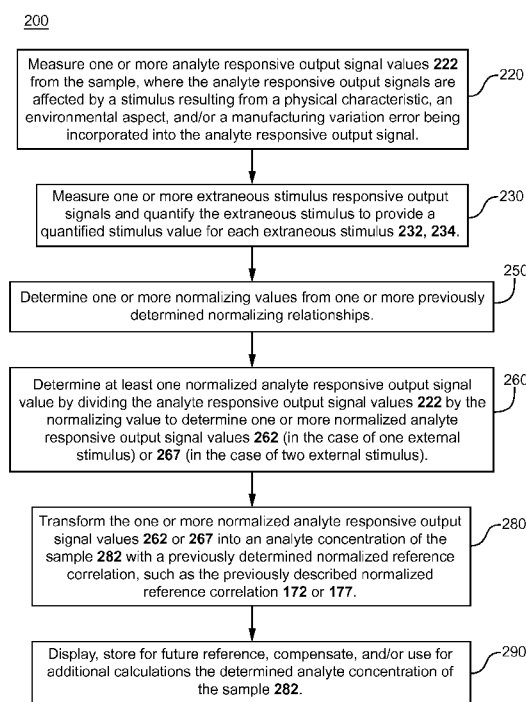 200
Measure one or more analyte responsive output signal values 222
from the sample, where the analyte responsive output signals are
affected by a stimulus resulting from a physical characteristic, an
environmental aspect, and/or a manufacturing variation error being
incorporated into the analyte responsive output signal.
220
Measure one or more extraneous stimulus responsive output
signals and quantify the extraneous stimulus to provide a
quantified stimulus value for each extraneous stimulus 232, 234.
230
Determine one or more normalizing values from one or more previously
determined normalizing relationships.
250
Determine at least one normalized analyte responsive output signal
value by dividing the analyte responsive output signal values 222 by the
normalizing value to determine one or more normalized analyte
responsive output signal values 262 (in the case of one external
stimulus) or 267 (in the case of two external stimulus).
260
Transform the one or more normalized analyte responsive output
signal values 262 or 267 into an analyte concentration of the
sample 282 with a previously determined normalized reference
correlation, such as the previously described normalized
reference correlation 172 or 177.
280
Display, store for future reference, compensate, and/or use for
additional calculations the determined analyte concentration of
the sample 282.
290